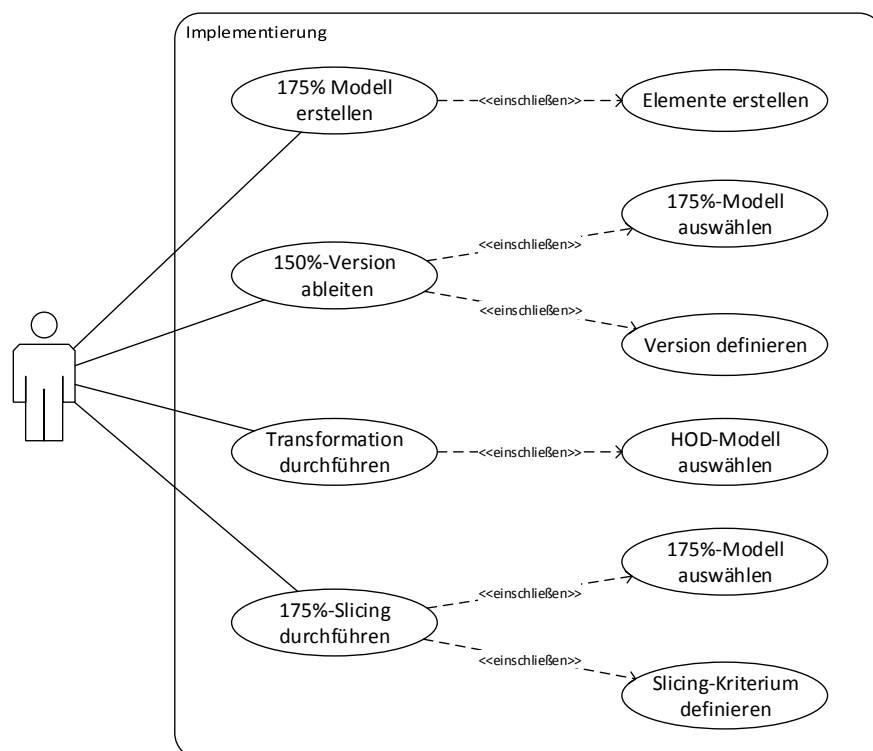 Implementierung
175% Modell
erstellen
<<einschließen>>
Elemente erstellen
175%-Modell
auswählen
<<einschließen>>
150%-Version
ableiten
<<einschließen>>
Version definieren
Transformation
durchführen
<<einschließen>>
HOD-Modell
auswählen
175%-Modell
auswählen
<<einschließen>>
175%-Slicing
durchführen
<<einschließen>>
Slicing-Kriterium
definieren